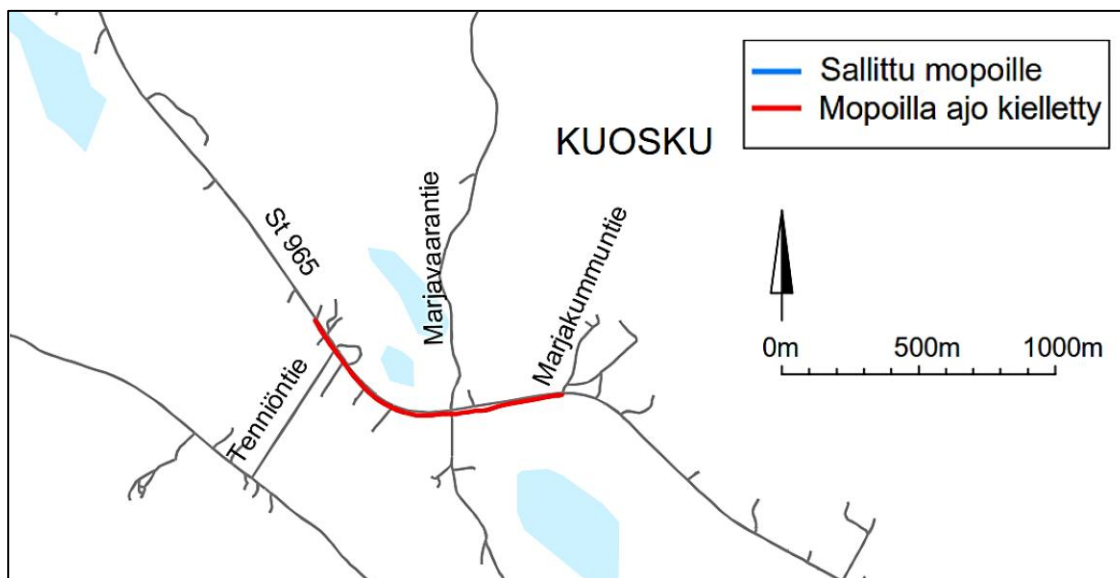 Sallittu mopoille
Mopoilla ajo kielletty
KUOSKU
St 965
Marjavaarantie
Marjakummuntie
Tenniöntie
0m 500m 1000m